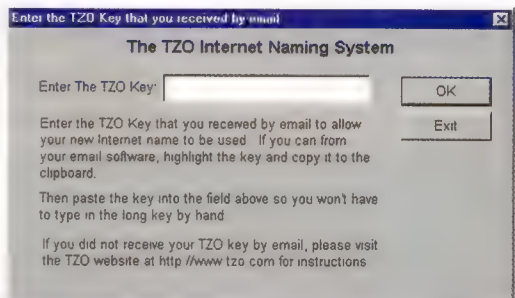 Enter the TZO Key that you received by email
The TZO Internet Naming System
Enter The TZO Key:
OK
Exit
Enter the TZO Key that you received by email to allow
your new Internet name to be used If you can from
your email software, highlight the key and copy it to the
clipboard.
Then paste the key into the field above so you won't have
to type in the long key by hand
If you did not receive your TZO key by email, please visit
the TZO website at http //www tzo com for instructions